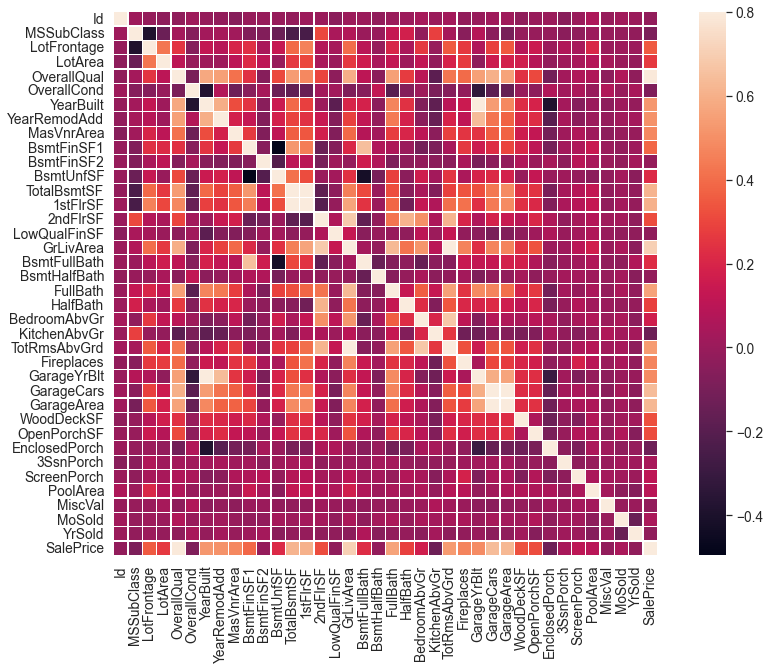 Id
MSSubClass
LotFrontage
LotArea
OverallQual
OverallCond
YearBuilt
YearRemodAdd
MasVnrArea
BsmtFinSF1
BsmtFinSF2
BsmtUnfSF
TotalBsmtSF
1stFlrSF
2ndFlrSF
LowQualFinSF
GrLivArea
BsmtFullBath
BsmtHalfBath
FullBath
HalfBath
BedroomAbvGr
KitchenAbvGr
TotRmsAbvGrd
Fireplaces
GarageYrBlt
GarageCars
GarageArea
WoodDeckSF
OpenPorchSF
EnclosedPorch
3SsnPorch
ScreenPorch
PoolArea
MiscVal
MoSold
YrSold
SalePrice
Id
MSSubClass
LotFrontage
LotArea
OverallQual
OverallCond
YearBuilt
YearRemodAdd
MasVnrArea
BsmtFinSF1
BsmtFinSF2
BsmtUnfSF
TotalBsmtSF
1stFlrSF
2ndFlrSF
LowQualFinSF
GrLivArea
BsmtFullBath
BsmtHalfBath
FullBath
HalfBath
BedroomAbvGr
KitchenAbvGr
TotRmsAbvGrd
Fireplaces
GarageYrBlt
GarageCars
GarageArea
WoodDeckSF
OpenPorchSF
EnclosedPorch
3SsnPorch
ScreenPorch
PoolArea
MiscVal
MoSold
YrSold
SalePrice
0.8
0.6
0.4
0.2
0.0
−0.2
−0.4